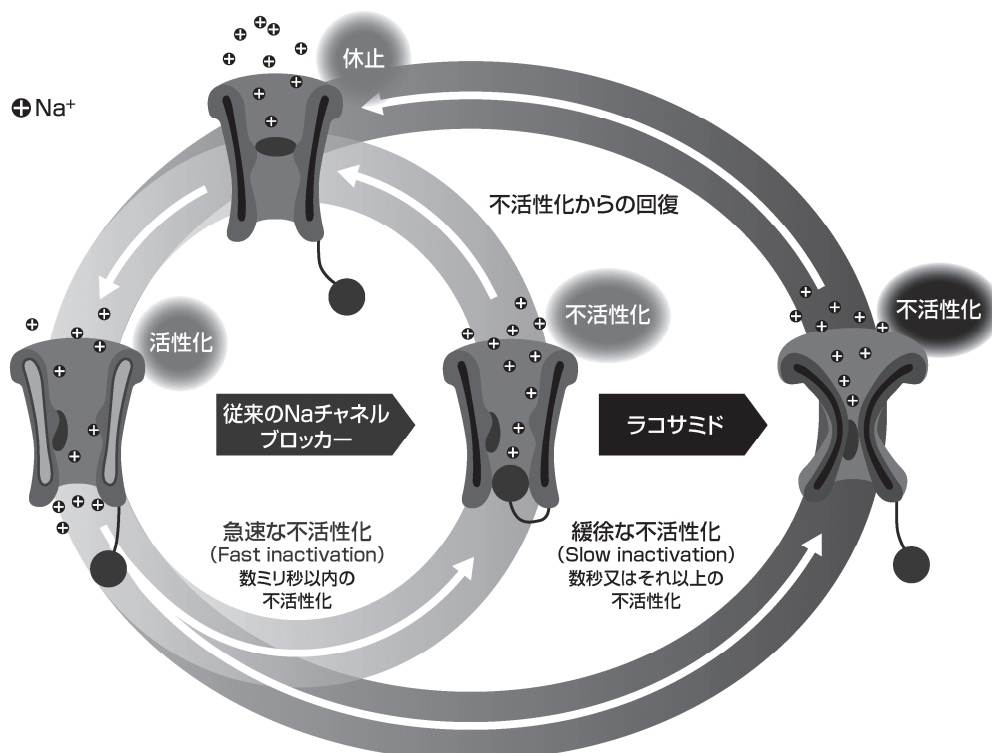 休止
Na⁺
不活性化からの回復
活性化
不活性化
不活性化
従来のNaチャネル
ブロッカー
ラコサミド
急速な不活性化
(Fast inactivation)
数ミリ秒以内の
不活性化
緩徐な不活性化
(Slow inactivation)
数秒又はそれ以上の
不活性化